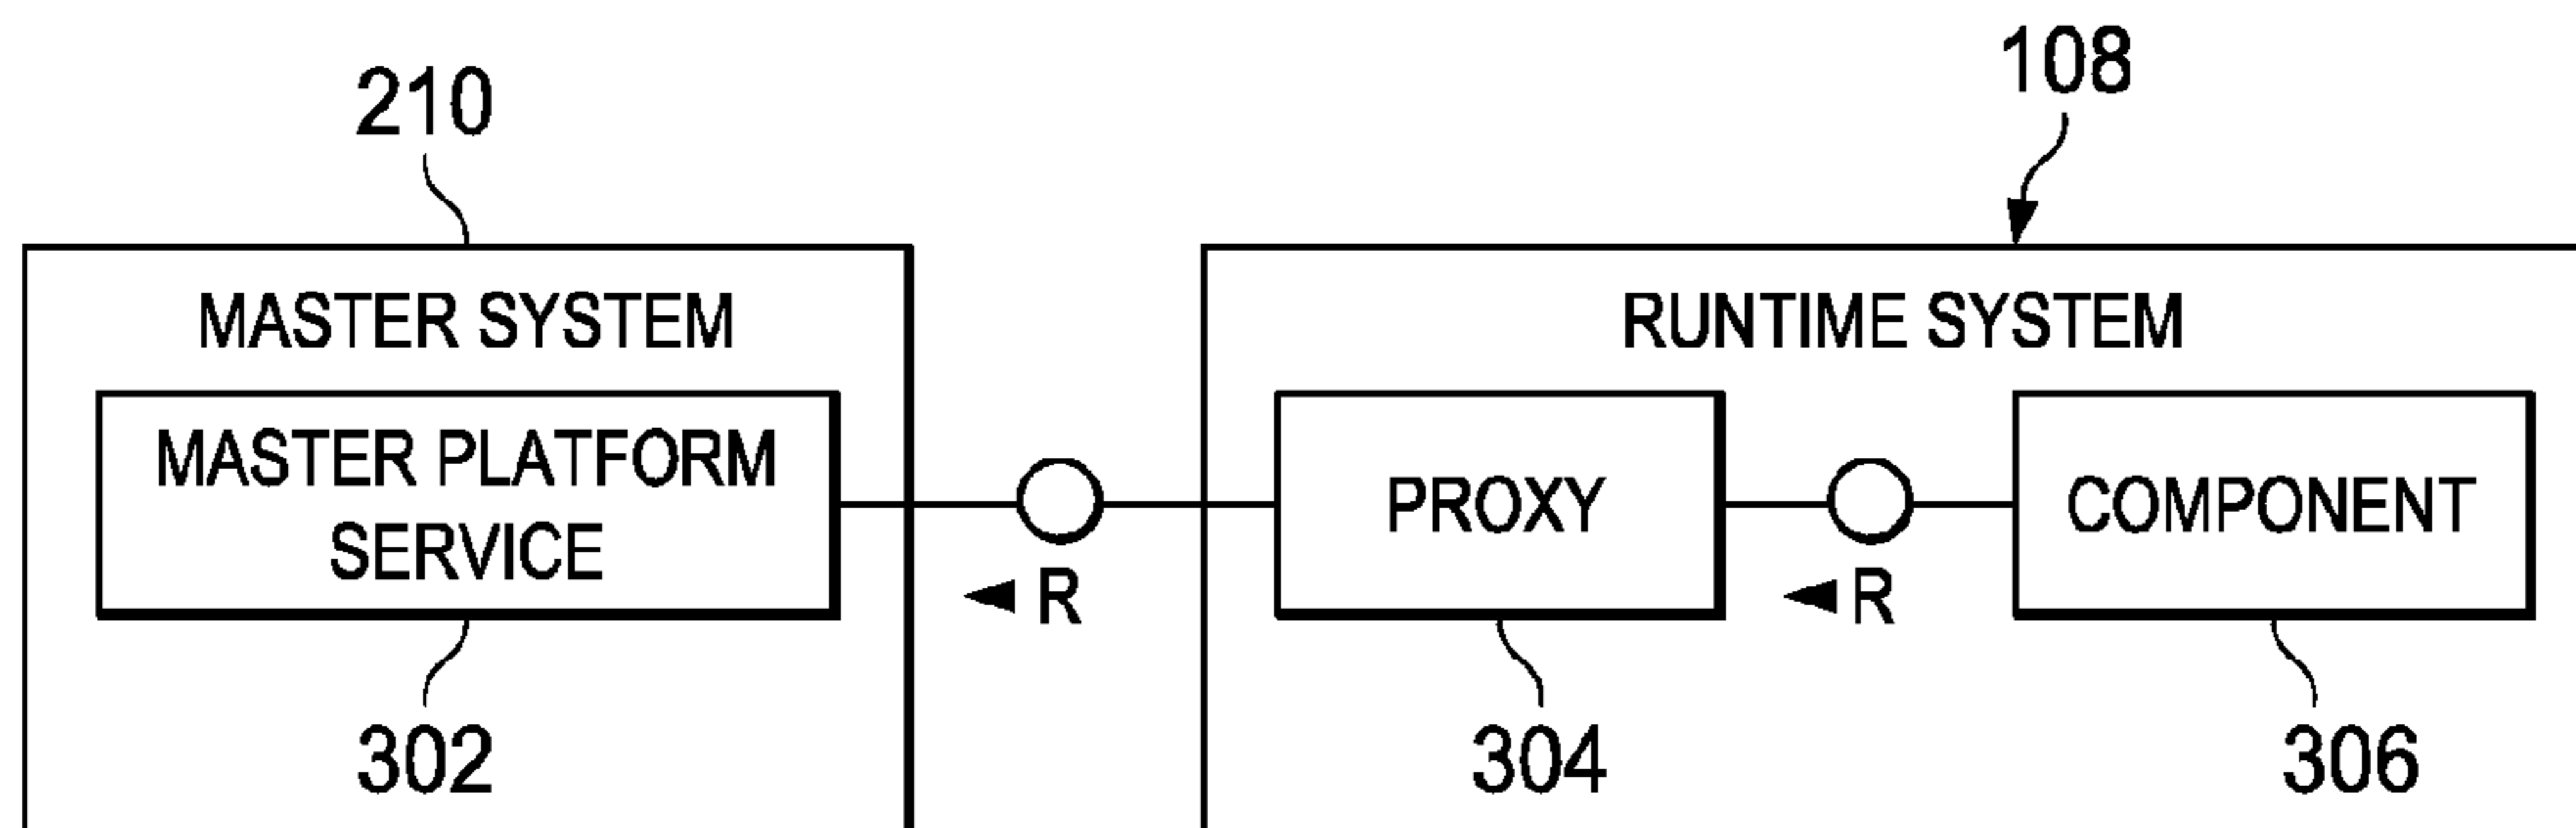 108
210
MASTER SYSTEM
RUNTIME SYSTEM
MASTER PLATFORM
SERVICE
PROXY
COMPONENT
R
R
302
304
306